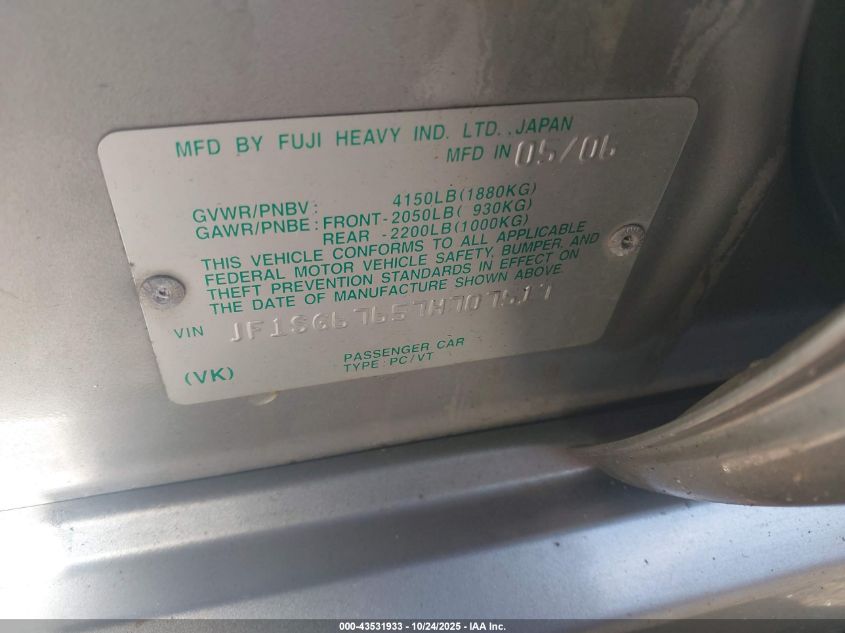 MFD BY FUJI HEAVY IND. LTD., JAPAN
MFD IN 05/06
GVWR/PNBV: 4150LB(1880KG)
GAWR/PNBE: FRONT-2050LB( 930KG)
REAR -2200LB(1000KG)
THIS VEHICLE CONFORMS TO ALL APPLICABLE
FEDERAL MOTOR VEHICLE SAFETY, BUMPER, AND
THEFT PREVENTION STANDARDS IN EFFECT ON
THE DATE OF MANUFACTURE SHOWN ABOVE.
VIN JF1SG67657H707517
PASSENGER CAR
(VK) TYPE:PC/VT
000-43531933 - 10/24/2025 - IAA Inc.